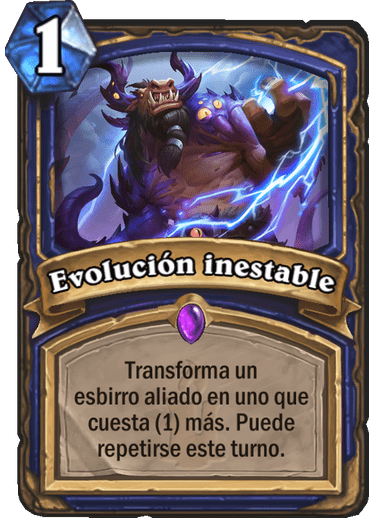 1
Evolución inestable
Transforma un
esbirro aliado en uno que
cuesta (1) más. Puede
repetirse este turno.